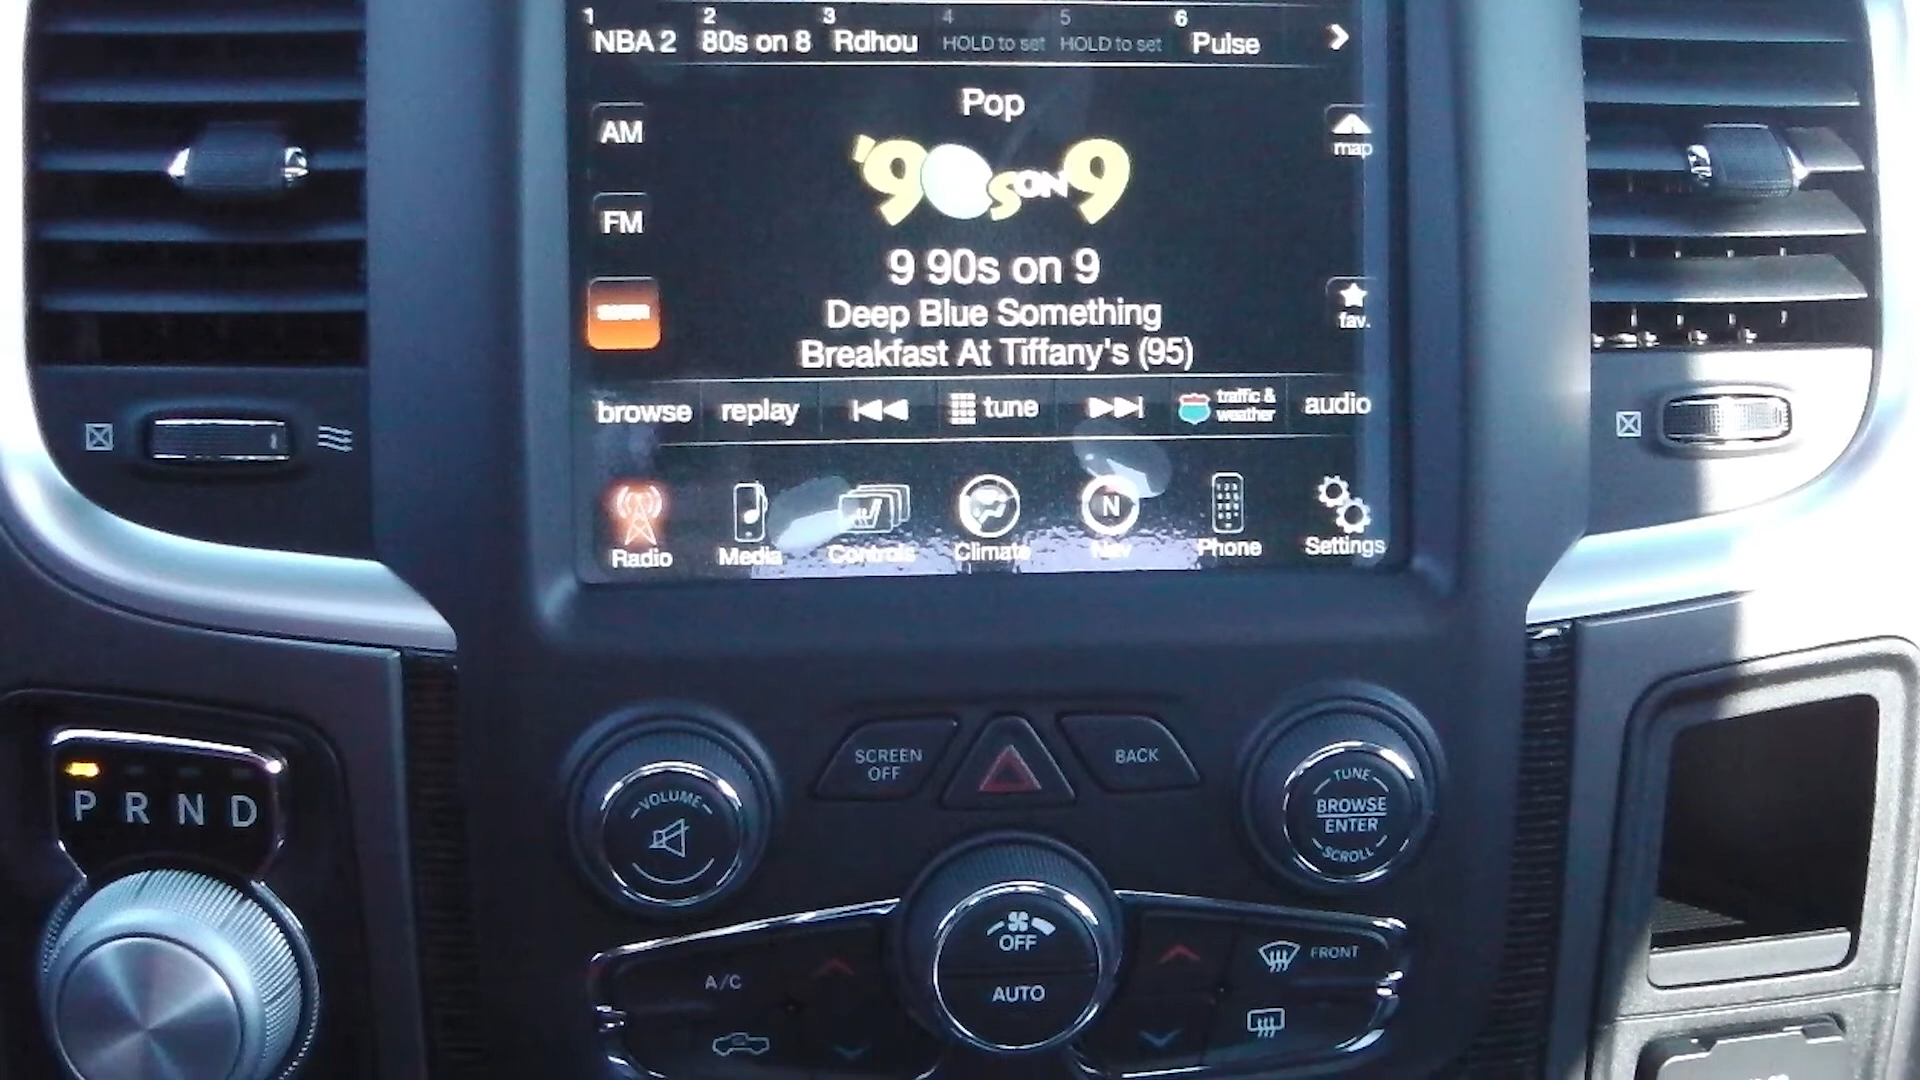 1 2 3 4 5 6
NBA 2 80s on 8 Rdhou HOLD to set HOLD to set Pulse
Pop
AM
map
'90s ON 9
FM
9 90s on 9
fav.
Deep Blue Something
Breakfast At Tiffany's (95)
browse replay tune traffic & weather audio
N
Radio Media Controls Climate Nav Phone Settings
SCREEN OFF
BACK
VOLUME
TUNE
BROWSE
ENTER
SCROLL
P R N D
OFF
AUTO
A/C
FRONT